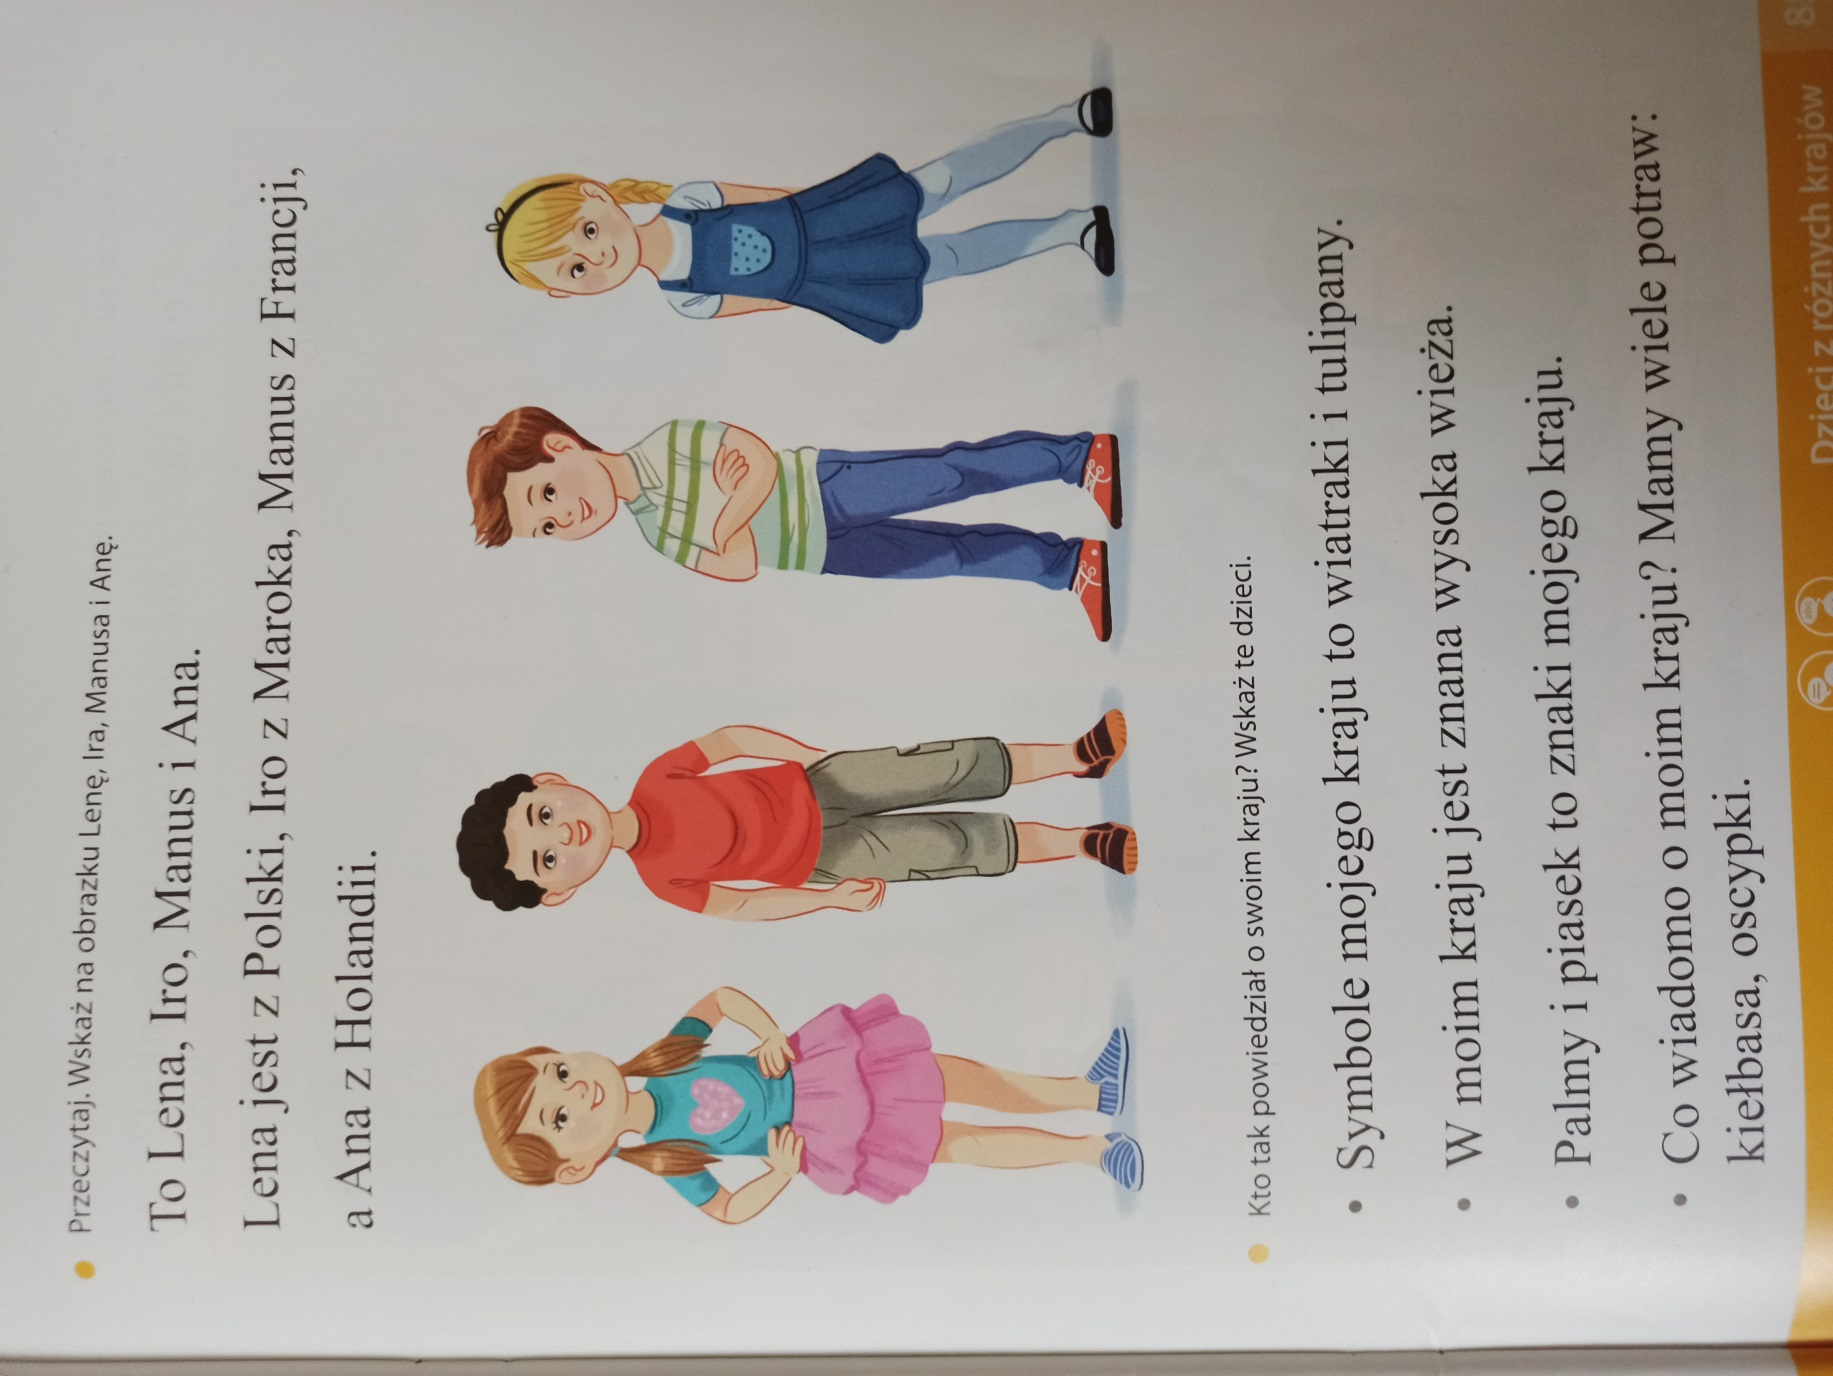 Przeczytaj. Wskaż na obrazku Lenę, Ira, Manusa i Anę.
To Lena, Iro, Manus i Ana.
Lena jest z Polski, Iro z Maroka, Manus z Francji,
a Ana z Holandii.
Kto tak powiedział o swoim kraju? Wskaż te dzieci.
• Symbole mojego kraju to wiatraki i tulipany.
• W moim kraju jest znana wysoka wieża.
• Palmy i piasek to znaki mojego kraju.
• Co wiadomo o moim kraju? Mamy wiele potraw:
kiełbasa, oscypki.
Dzieci z różnych krajów